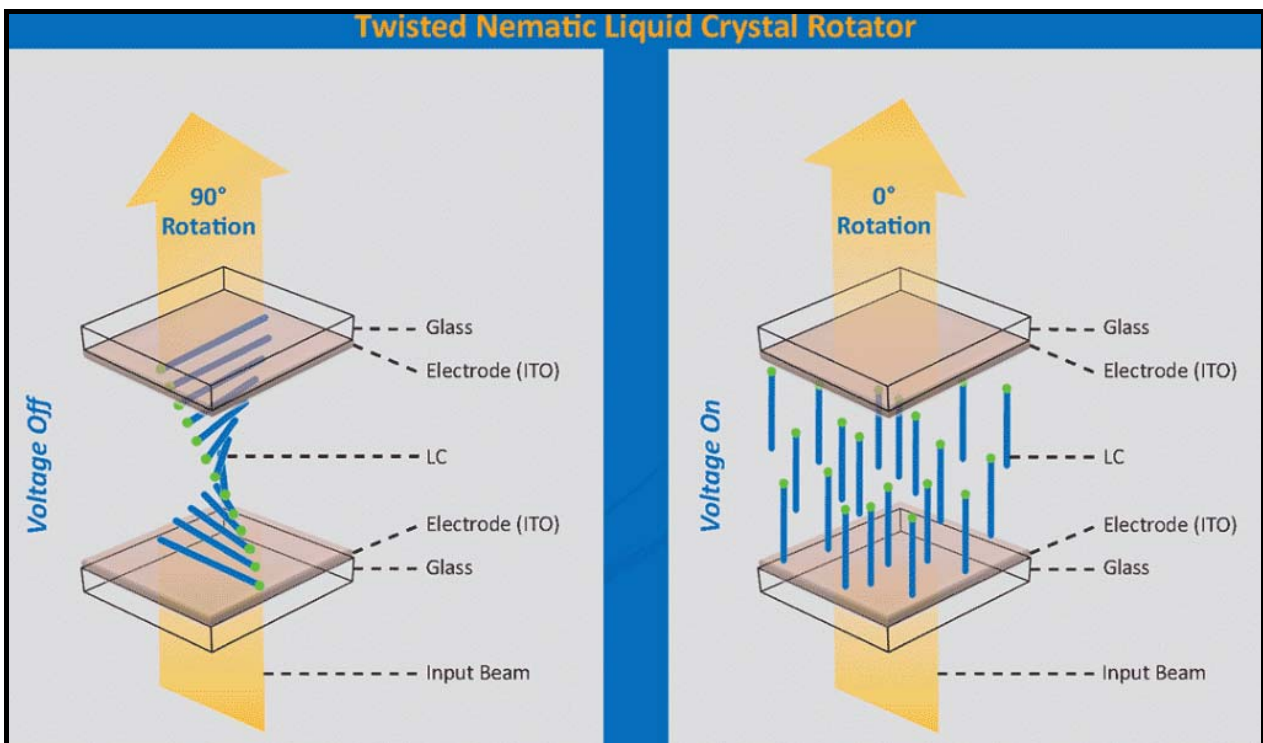 Twisted Nematic Liquid Crystal Rotator
90°
Rotation
Glass
Electrode (ITO)
Voltage Off
LC
Electrode (ITO)
Glass
Input Beam
0°
Rotation
Glass
Electrode (ITO)
Voltage On
LC
Electrode (ITO)
Glass
Input Beam